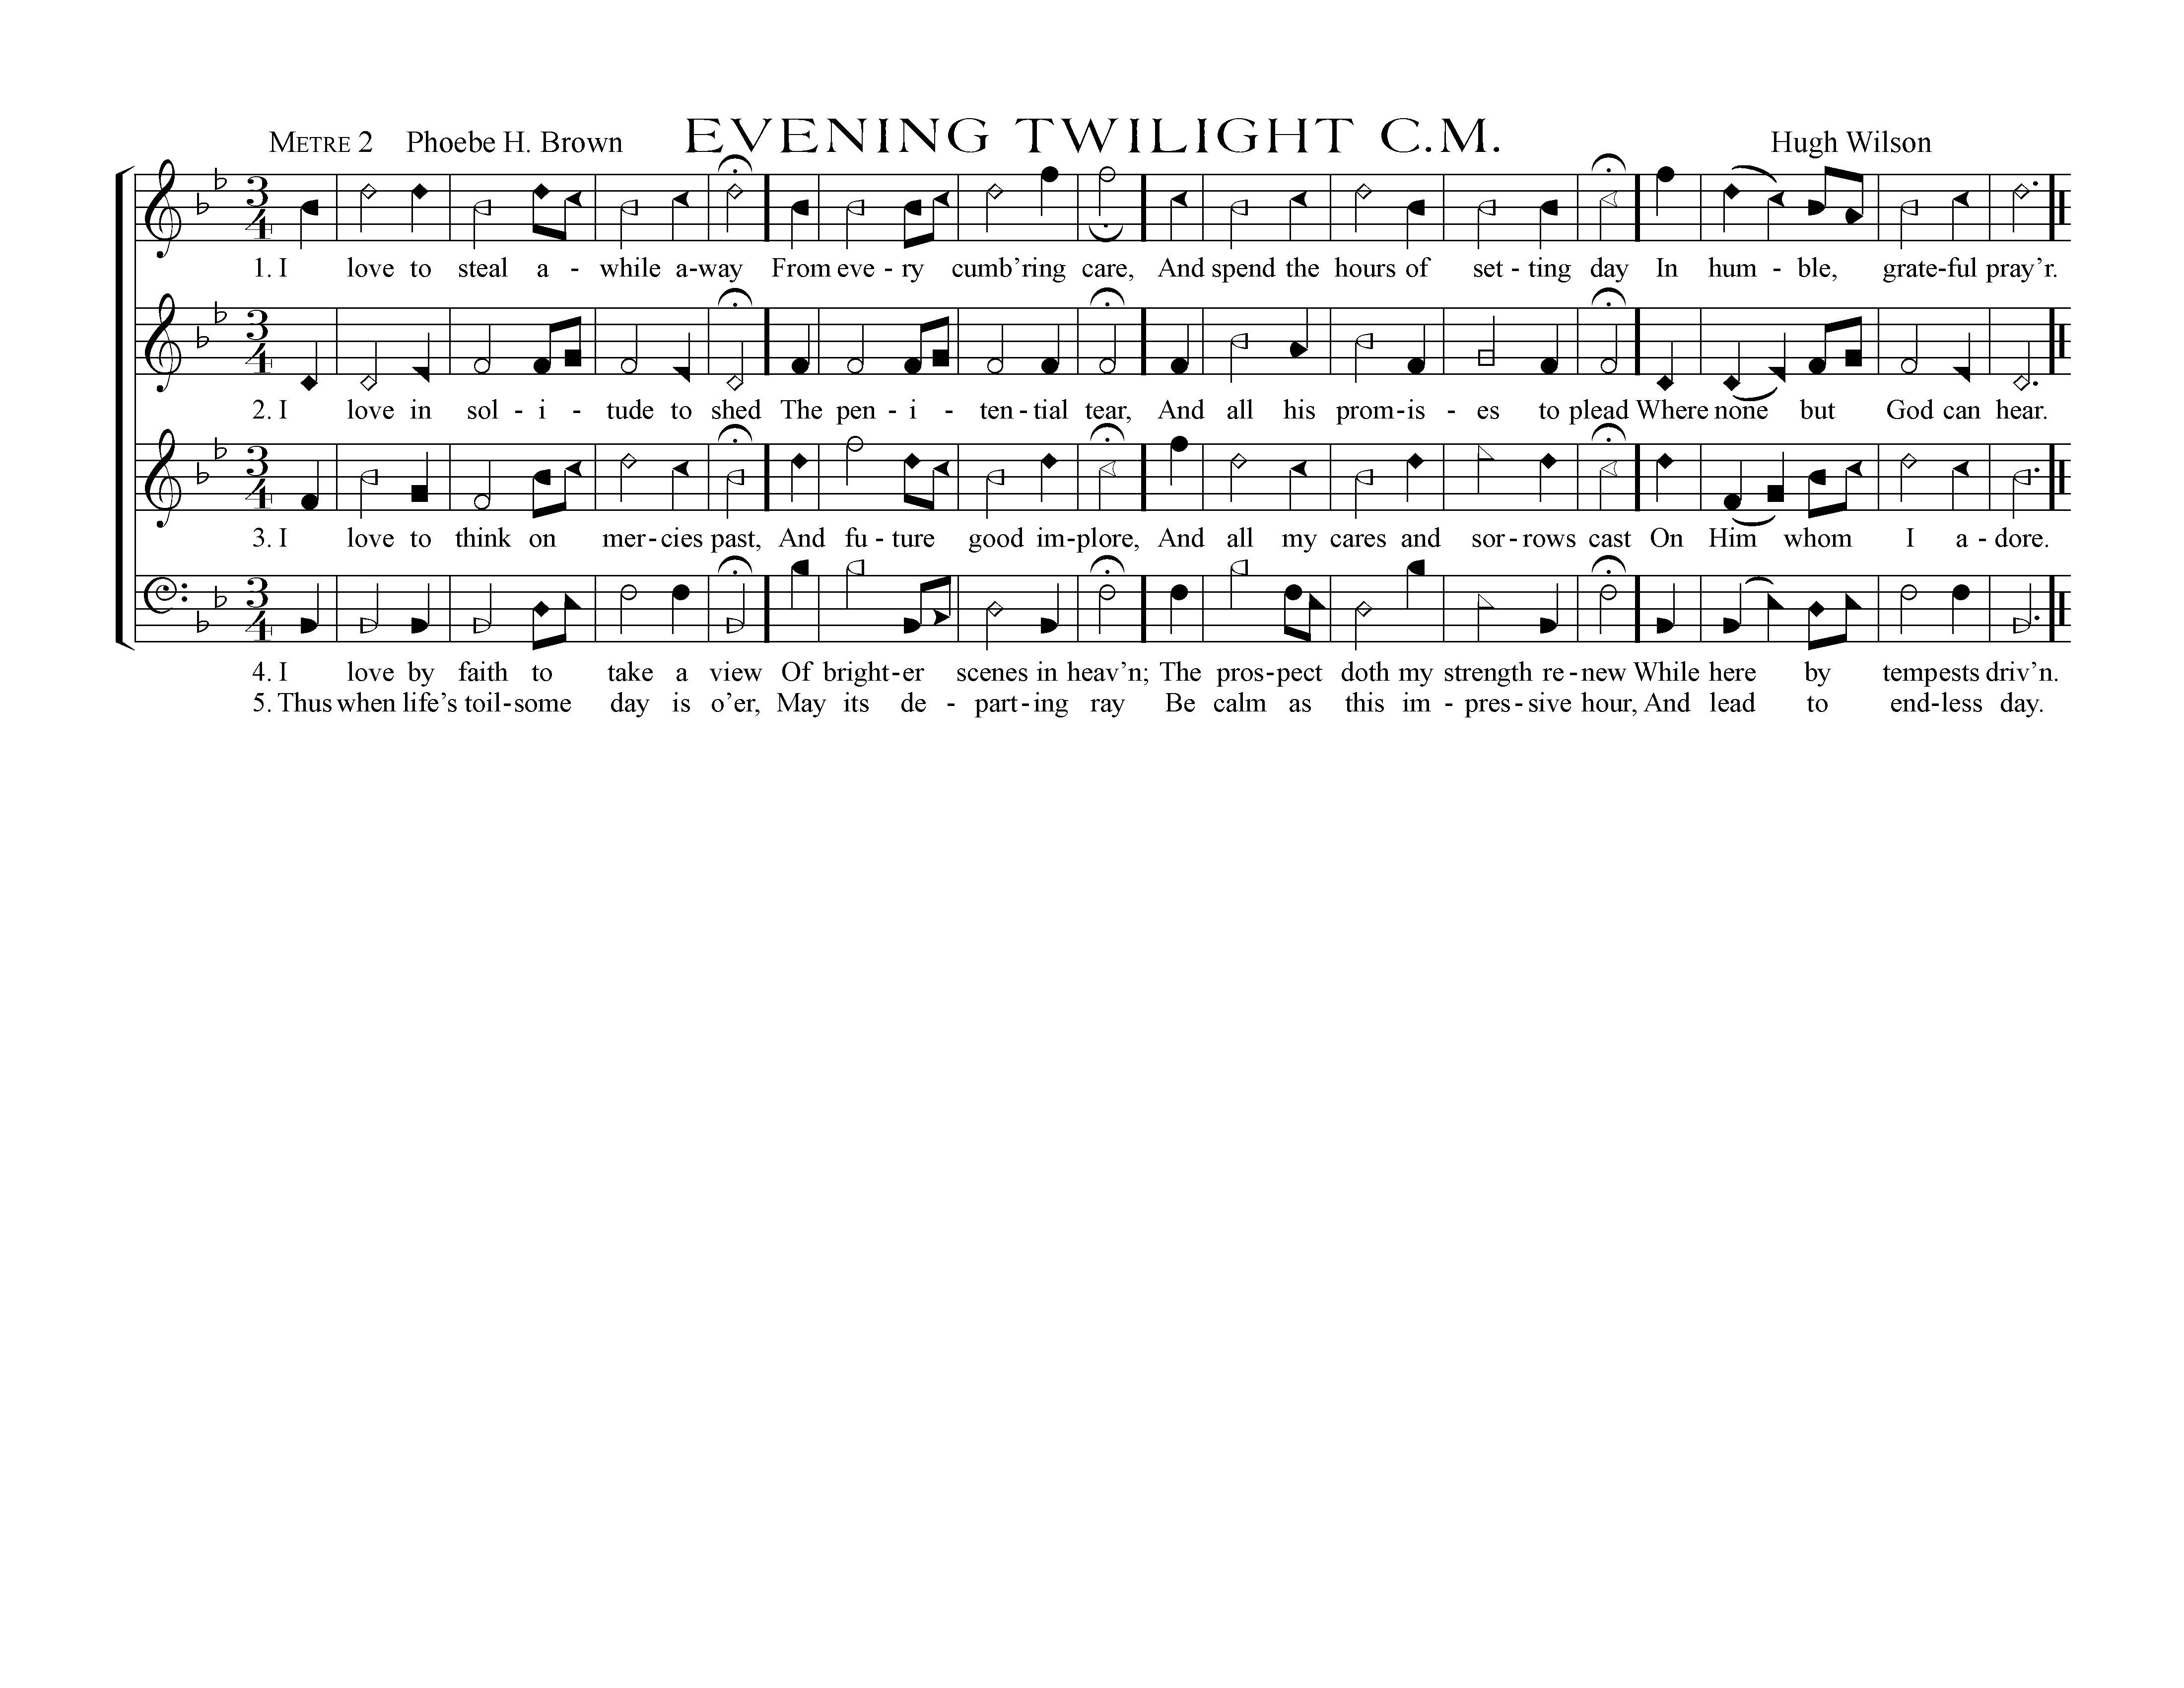 METRE 2 Phoebe H. Brown EVENING TWILIGHT C.M. Hugh Wilson
3 4
1. I love to steal a - while a-way From eve - ry cumb’ring care, And spend the hours of set - ting day In hum - ble, grate-ful pray’r.
3 4
2. I love in sol - i - tude to shed The pen - i - ten - tial tear, And all his prom-is - es to plead Where none but God can hear.
3 4
3. I love to think on mer-cies past, And fu - ture good im-plore, And all my cares and sor-rows cast On Him whom I a - dore.
3 4
4. I love by faith to take a view Of bright-er scenes in heav’n; The pros-pect doth my strength re-new While here by tempests driv’n.
5. Thus when life’s toil-some day is o’er, May its de - part-ing ray Be calm as this im - pres-sive hour, And lead to end-less day.